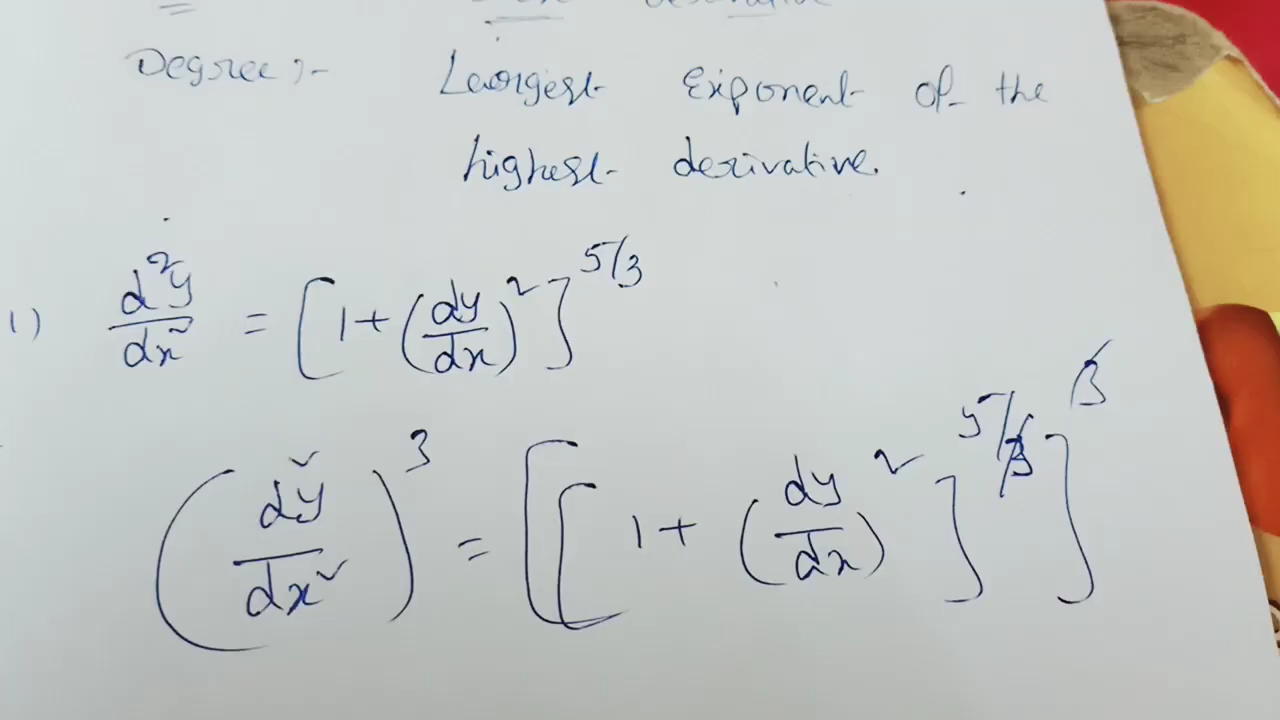 Degree :- Largest Exponent of the
highest derivative.
1) d²y/dx² = [1 + (dy/dx)²]^5/3
(d²y/dx²)³ = [[1 + (dy/dx)²]^5/3]^3